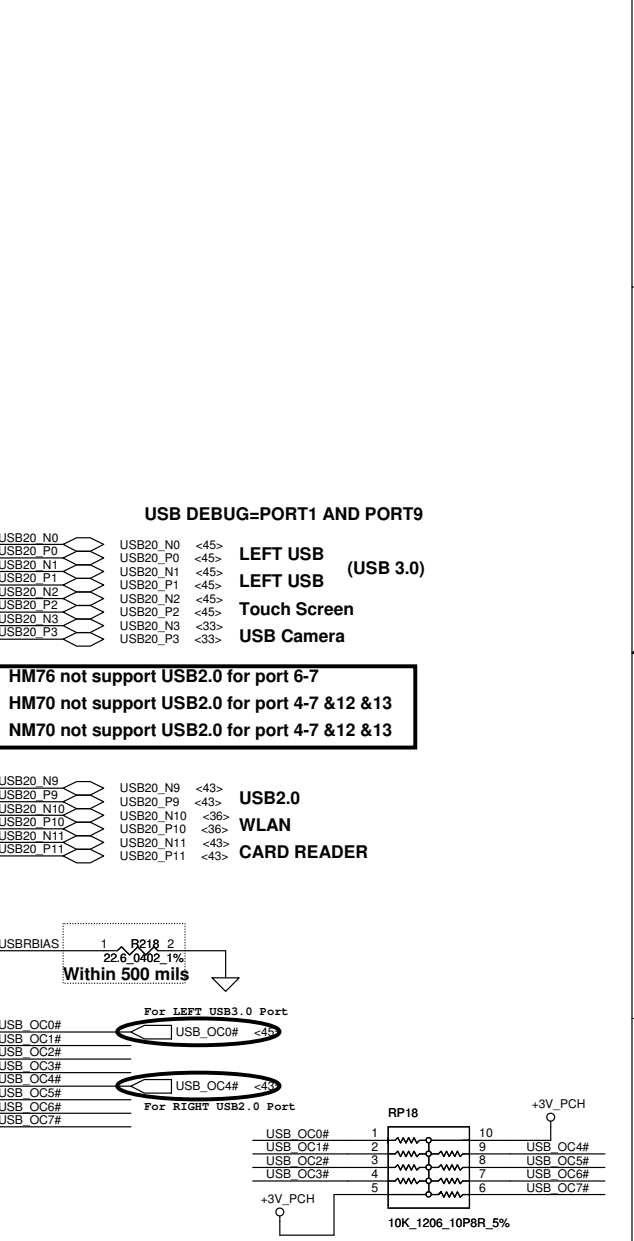 USB DEBUG=PORT1 AND PORT9
USB20_N0 USB20_N0 <45>
USB20_P0 USB20_P0 <45> LEFT USB
USB20_N1 USB20_N1 <45> (USB 3.0)
USB20_P1 USB20_P1 <45> LEFT USB
USB20_N2 USB20_N2 <45>
USB20_P2 USB20_P2 <45> Touch Screen
USB20_N3 USB20_N3 <33>
USB20_P3 USB20_P3 <33> USB Camera
HM76 not support USB2.0 for port 6-7
HM70 not support USB2.0 for port 4-7 &12 &13
NM70 not support USB2.0 for port 4-7 &12 &13
USB20_N9 USB20_N9 <43>
USB20_P9 USB20_P9 <43> USB2.0
USB20_N10 USB20_N10 <36>
USB20_P10 USB20_P10 <36> WLAN
USB20_N11 USB20_N11 <43>
USB20_P11 USB20_P11 <43> CARD READER
USBRBIAS 1 R218 2
22.6_0402_1%
Within 500 mils
For LEFT USB3.0 Port
USB_OC0# USB_OC0# <45>
USB_OC1#
USB_OC2#
USB_OC3#
USB_OC4# USB_OC4# <43>
USB_OC5#
USB_OC6# For RIGHT USB2.0 Port
USB_OC7#
RP18 +3V_PCH
USB_OC0# 1 10
USB_OC1# 2 9 USB_OC4#
USB_OC2# 3 8 USB_OC5#
USB_OC3# 4 7 USB_OC6#
5 6 USB_OC7#
+3V_PCH
10K_1206_10P8R_5%